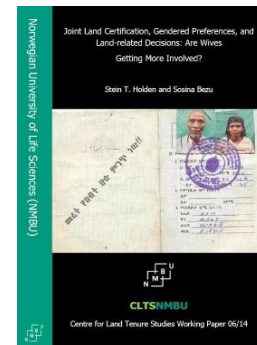 Norwegian University of Life Sciences (NMBU)
Joint Land Certification, Gendered Preferences, and
Land-related Decisions: Are Wives
Getting More Involved?
Stein T. Holden and Sosina Bezu
N M B U
CLTSNMBU
Centre for Land Tenure Studies Working Paper 06/14